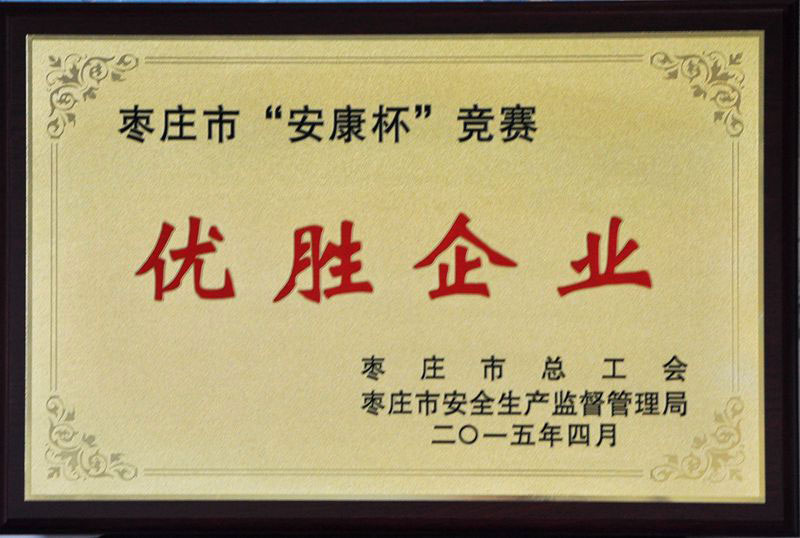 枣庄市“安康杯”竞赛
优胜企业
枣庄市总工会
枣庄市安全生产监督管理局
二〇一五年四月